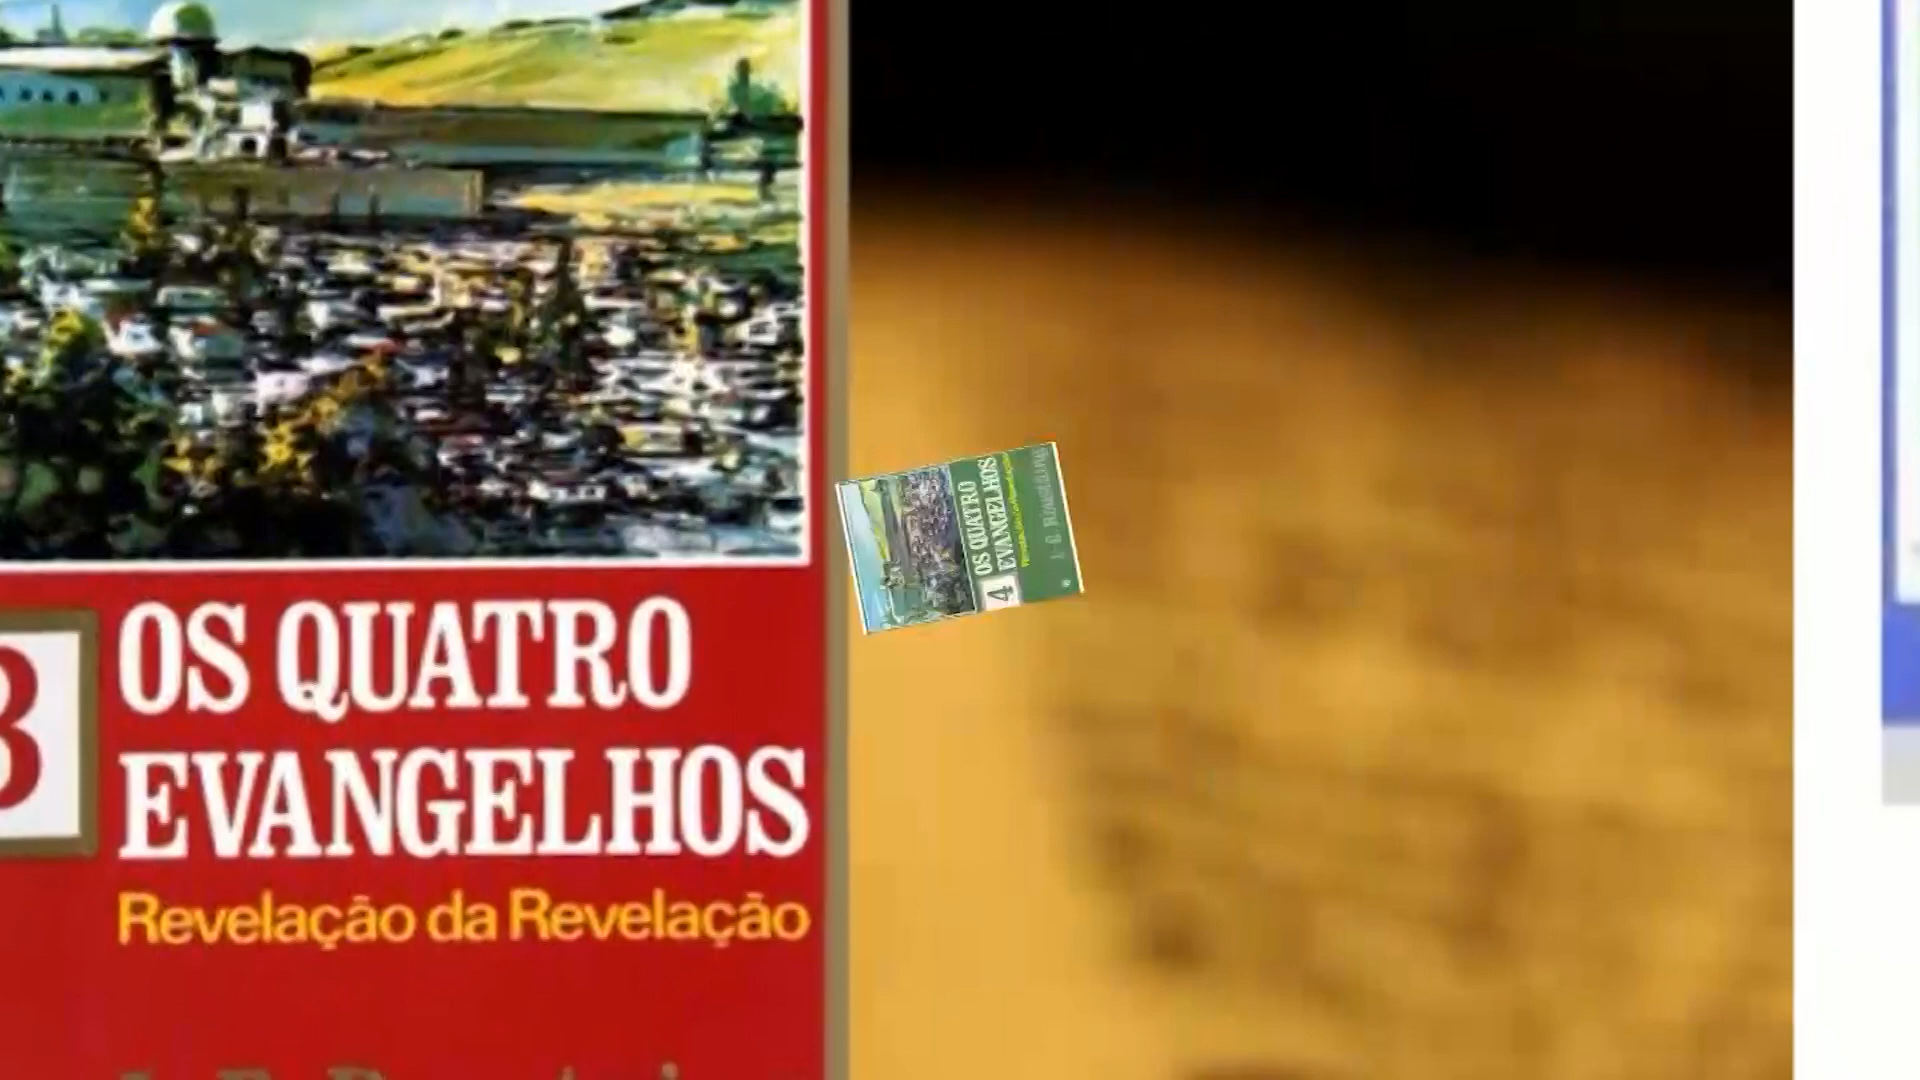 3
OS QUATRO
EVANGELHOS
Revelação da Revelação
4
OS QUATRO
EVANGELHOS